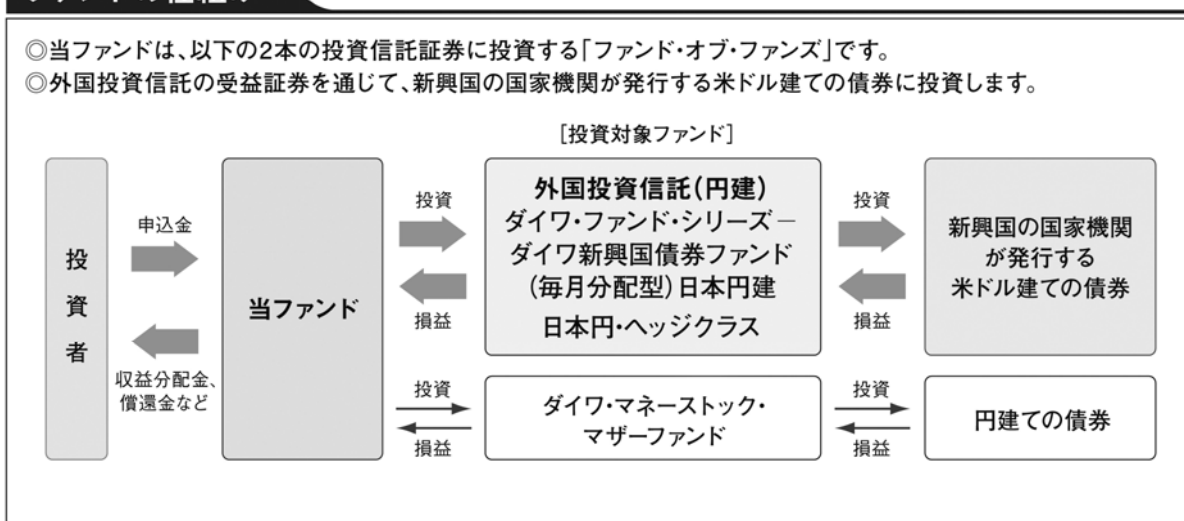 ◎当ファンドは、以下の2本の投資信託証券に投資する「ファンド・オブ・ファンズ」です。
◎外国投資信託の受益証券を通じて、新興国の国家機関が発行する米ドル建ての債券に投資します。
[投資対象ファンド]
投資者
申込金
収益分配金、
償還金など
当ファンド
投資
損益
外国投資信託(円建)
ダイワ・ファンド・シリーズ－
ダイワ新興国債券ファンド
(毎月分配型)日本円建
日本円・ヘッジクラス
投資
損益
新興国の国家機関
が発行する
米ドル建ての債券
投資
損益
ダイワ・マネーストック・
マザーファンド
投資
損益
円建ての債券